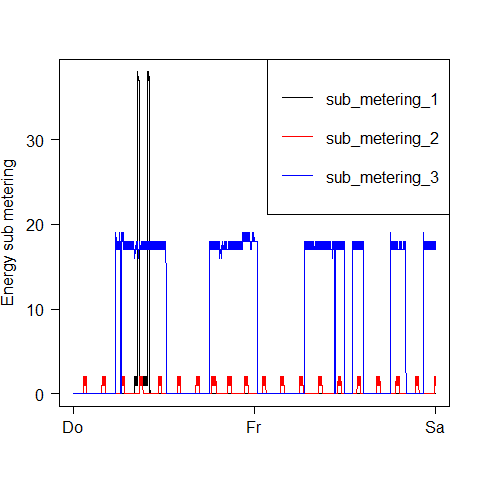 sub_metering_1
sub_metering_2
sub_metering_3
Energy sub metering
30
20
10
0
Do Fr Sa